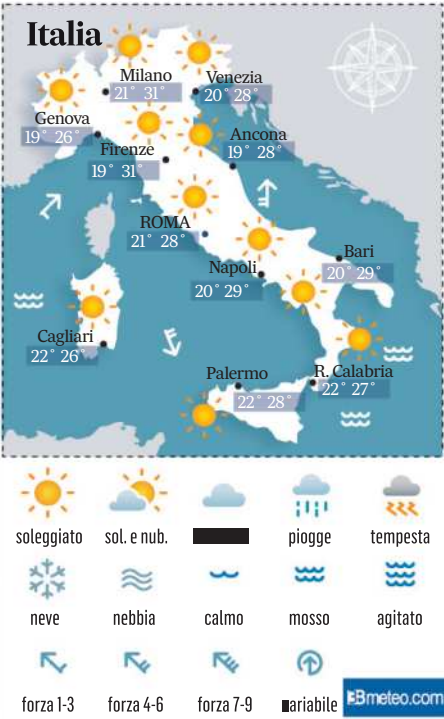 Italia
Milano
21° 31°
Venezia
20° 28°
Genova
19° 26°
Firenze
19° 31°
Ancona
19° 28°
ROMA
21° 28°
Napoli
20° 29°
Bari
20° 29°
Cagliari
22° 26°
Palermo
22° 28°
R. Calabria
22° 27°
soleggiato sol. e nub. piogge tempesta
neve nebbia calmo mosso agitato
forza 1-3 forza 4-6 forza 7-9 ariabile
3Bmeteo.com